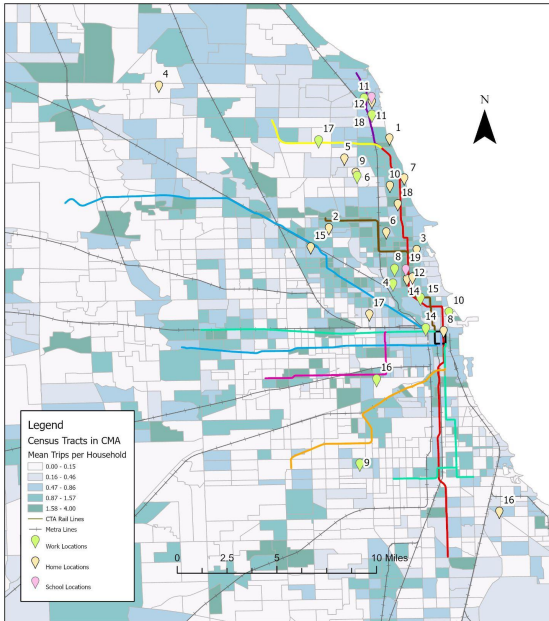 11
4
12
11
18
17
N
1
9
5
7
6
10
18
2
6
15
3
8
19
12
4
14
15
17
10
14
8
16
9
16
Legend
Census Tracts in CMA
Mean Trips per Household
0.00 - 0.15
0.16 - 0.46
0.47 - 0.86
0.87 - 1.57
1.58 - 4.00
CTA Rail Lines
Metra Lines
Work Locations
Home Locations
School Locations
0 2.5 5 10 Miles